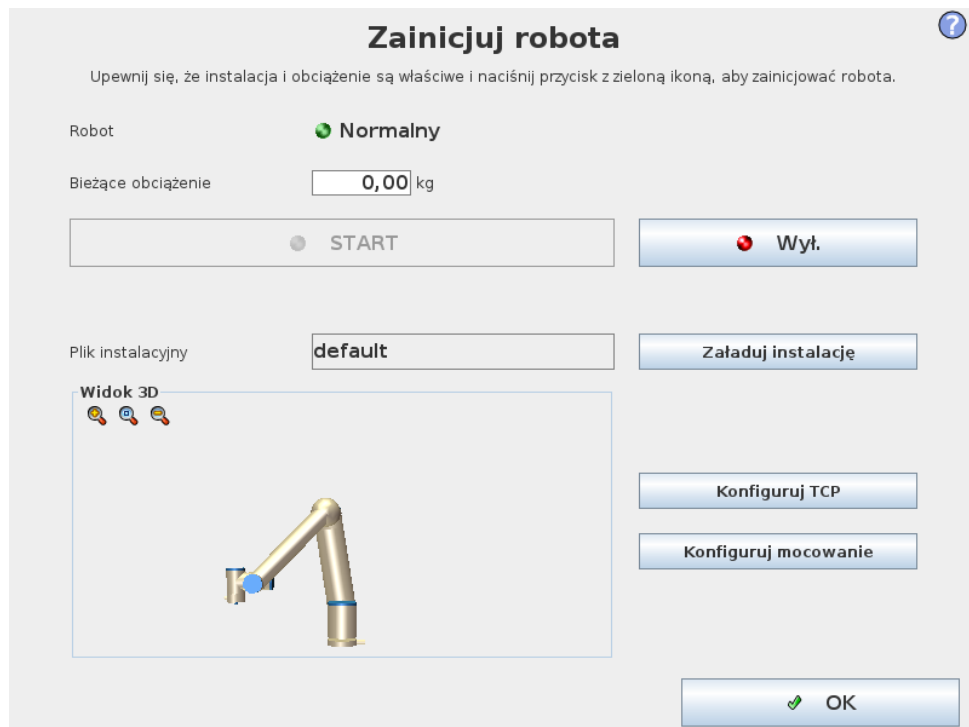 Zainicjuj robota
?
Upewnij się, że instalacja i obciążenie są właściwe i naciśnij przycisk z zieloną ikoną, aby zainicjować robota.
Robot Normalny
Bieżące obciążenie 0,00 kg
START Wył.
Plik instalacyjny default Załaduj instalację
Widok 3D
Konfiguruj TCP
Konfiguruj mocowanie
OK